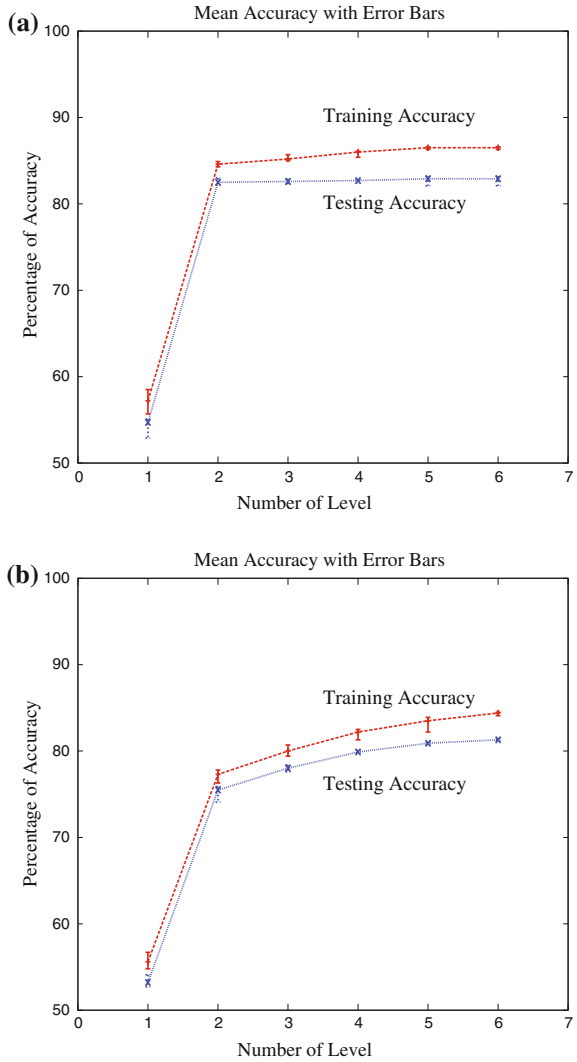 (a)
Mean Accuracy with Error Bars
100
90
80
70
60
50
Percentage of Accuracy
Training Accuracy
Testing Accuracy
0 1 2 3 4 5 6 7
Number of Level
(b)
Mean Accuracy with Error Bars
100
90
80
70
60
50
Percentage of Accuracy
Training Accuracy
Testing Accuracy
0 1 2 3 4 5 6 7
Number of Level